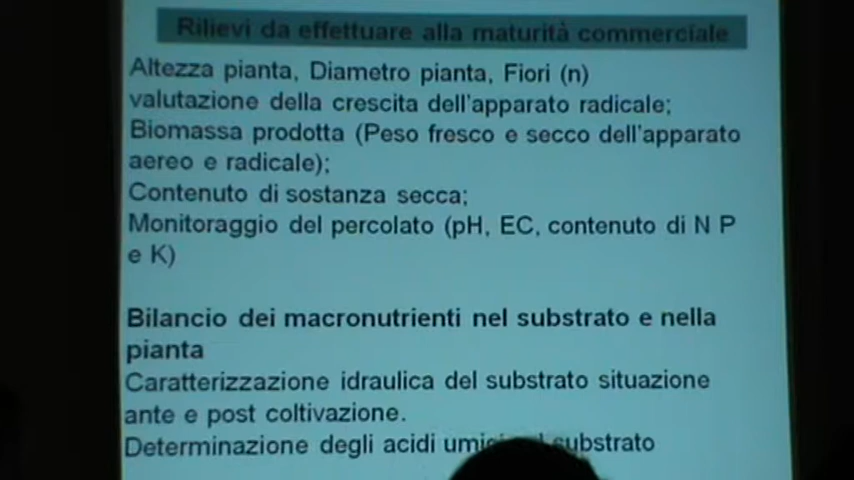 Rilievi da effettuare alla maturità commerciale
Altezza pianta, Diametro pianta, Fiori (n)
valutazione della crescita dell'apparato radicale;
Biomassa prodotta (Peso fresco e secco dell'apparato
aereo e radicale);
Contenuto di sostanza secca;
Monitoraggio del percolato (pH, EC, contenuto di N P
e K)
Bilancio dei macronutrienti nel substrato e nella
pianta
Caratterizzazione idraulica del substrato situazione
ante e post coltivazione.
Determinazione degli acidi substrato